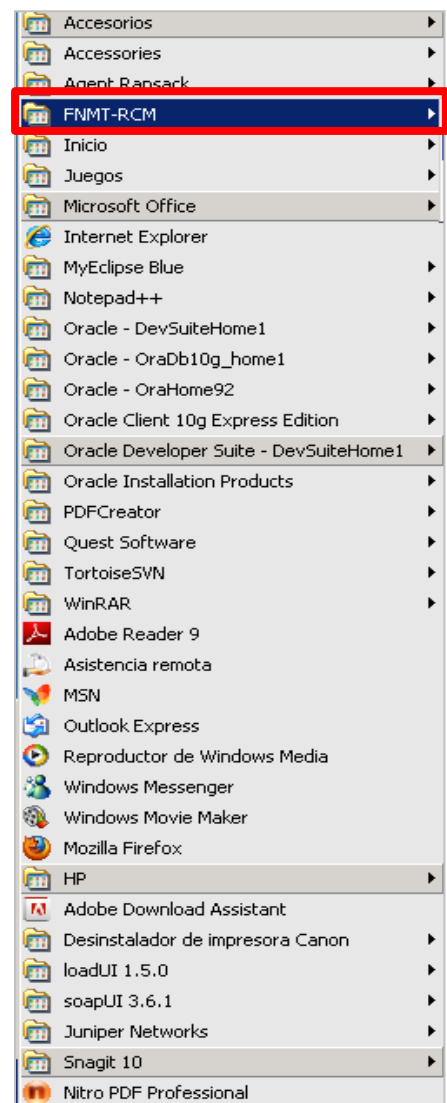 Accesorios
Accessories
Agent Ransack
FNMT-RCM
Inicio
Juegos
Microsoft Office
Internet Explorer
MyEclipse Blue
Notepad++
Oracle - DevSuiteHome1
Oracle - OraDb10g_home1
Oracle - OraHome92
Oracle Client 10g Express Edition
Oracle Developer Suite - DevSuiteHome1
Oracle Installation Products
PDFCreator
Quest Software
TortoiseSVN
WinRAR
Adobe Reader 9
Asistencia remota
MSN
Outlook Express
Reproductor de Windows Media
Windows Messenger
Windows Movie Maker
Mozilla Firefox
HP
Adobe Download Assistant
Desinstalador de impresora Canon
loadUI 1.5.0
soapUI 3.6.1
Juniper Networks
Snagit 10
Nitro PDF Professional